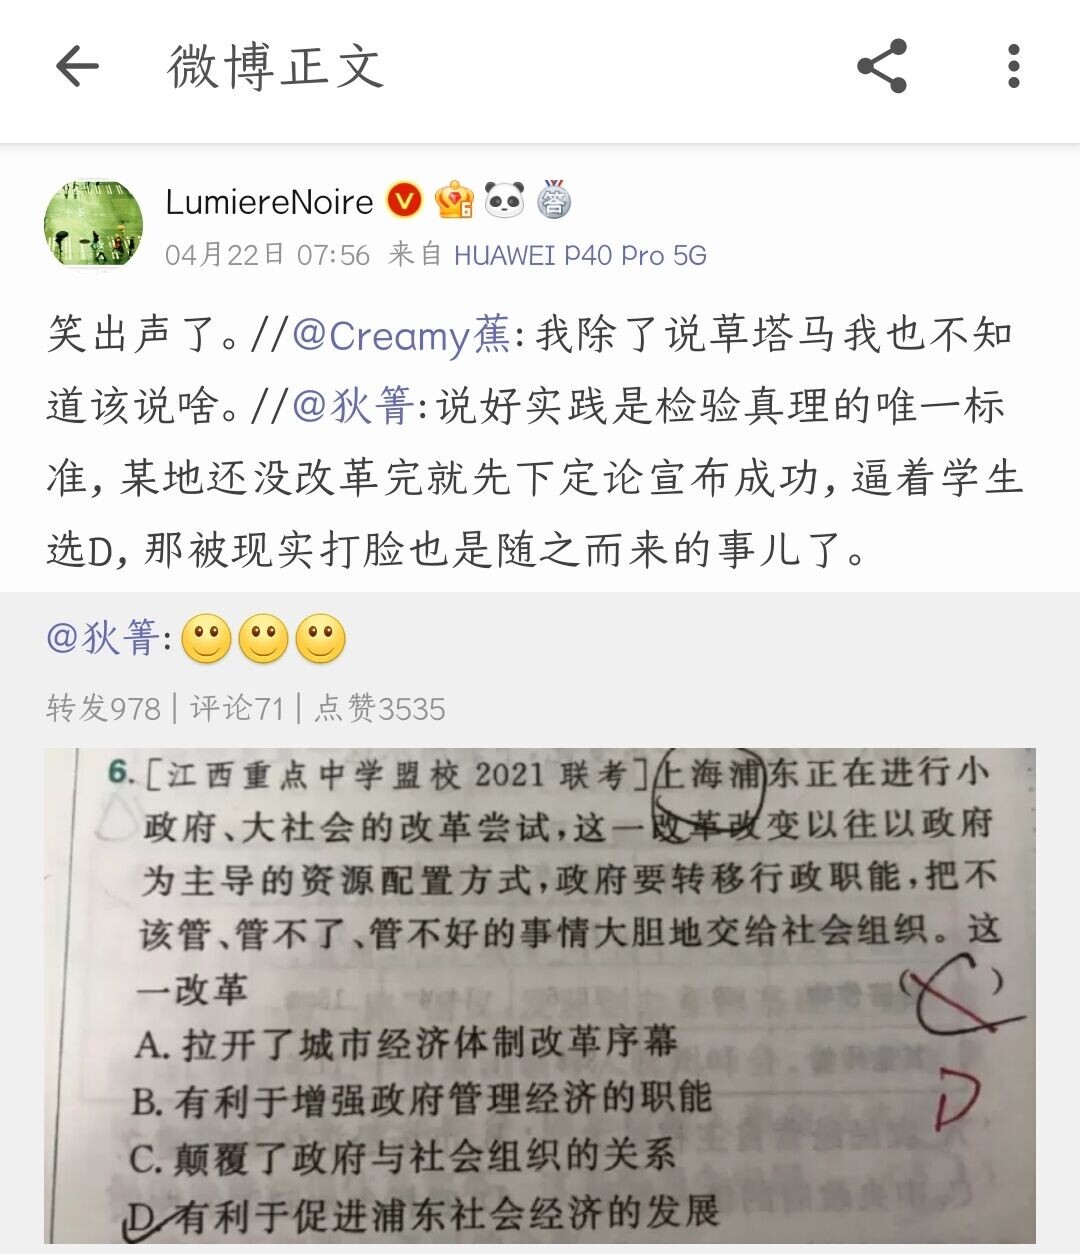 微博正文
LumiereNoire
04月22日 07:56 来自 HUAWEI P40 Pro 5G
笑出声了。//@Creamy蕉:我除了说草塔马我也不知
道该说啥。//@狄箐:说好实践是检验真理的唯一标
准,某地还没改革完就先下定论宣布成功,逼着学生
选D,那被现实打脸也是随之而来的事儿了。
@狄箐:
转发978 | 评论71 | 点赞3535
6.[江西重点中学盟校 2021 联考]上海浦东正在进行小
政府、大社会的改革尝试,这一改革改变以往以政府
为主导的资源配置方式,政府要转移行政职能,把不
该管、管不了、管不好的事情大胆地交给社会组织。这
一改革 (C)
A. 拉开了城市经济体制改革序幕
B. 有利于增强政府管理经济的职能
D
C. 颠覆了政府与社会组织的关系
D. 有利于促进浦东社会经济的发展